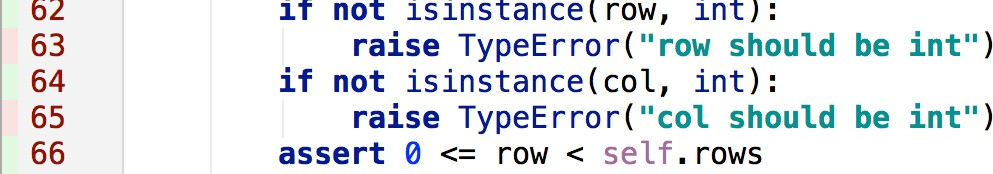 62 if not isinstance(row, int):
63 raise TypeError("row should be int")
64 if not isinstance(col, int):
65 raise TypeError("col should be int")
66 assert 0 <= row < self.rows